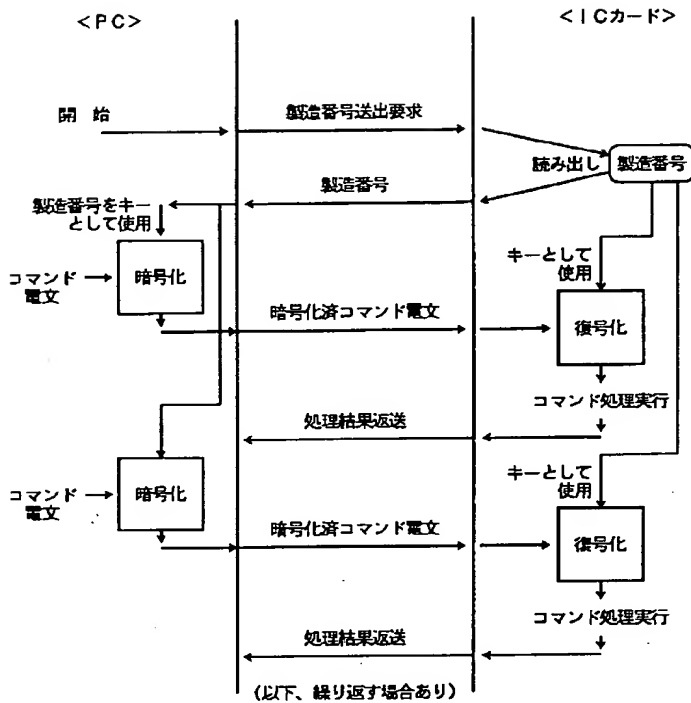 <PC>
<ICカード>
開 始
製造番号送出要求
読み出し
製造番号
製造番号
製造番号をキー
として使用
コマンド
電文
暗号化
キーとして
使用
暗号化済コマンド電文
復号化
コマンド処理実行
処理結果返送
コマンド
電文
暗号化
キーとして
使用
暗号化済コマンド電文
復号化
コマンド処理実行
処理結果返送
(以下、繰り返す場合あり)